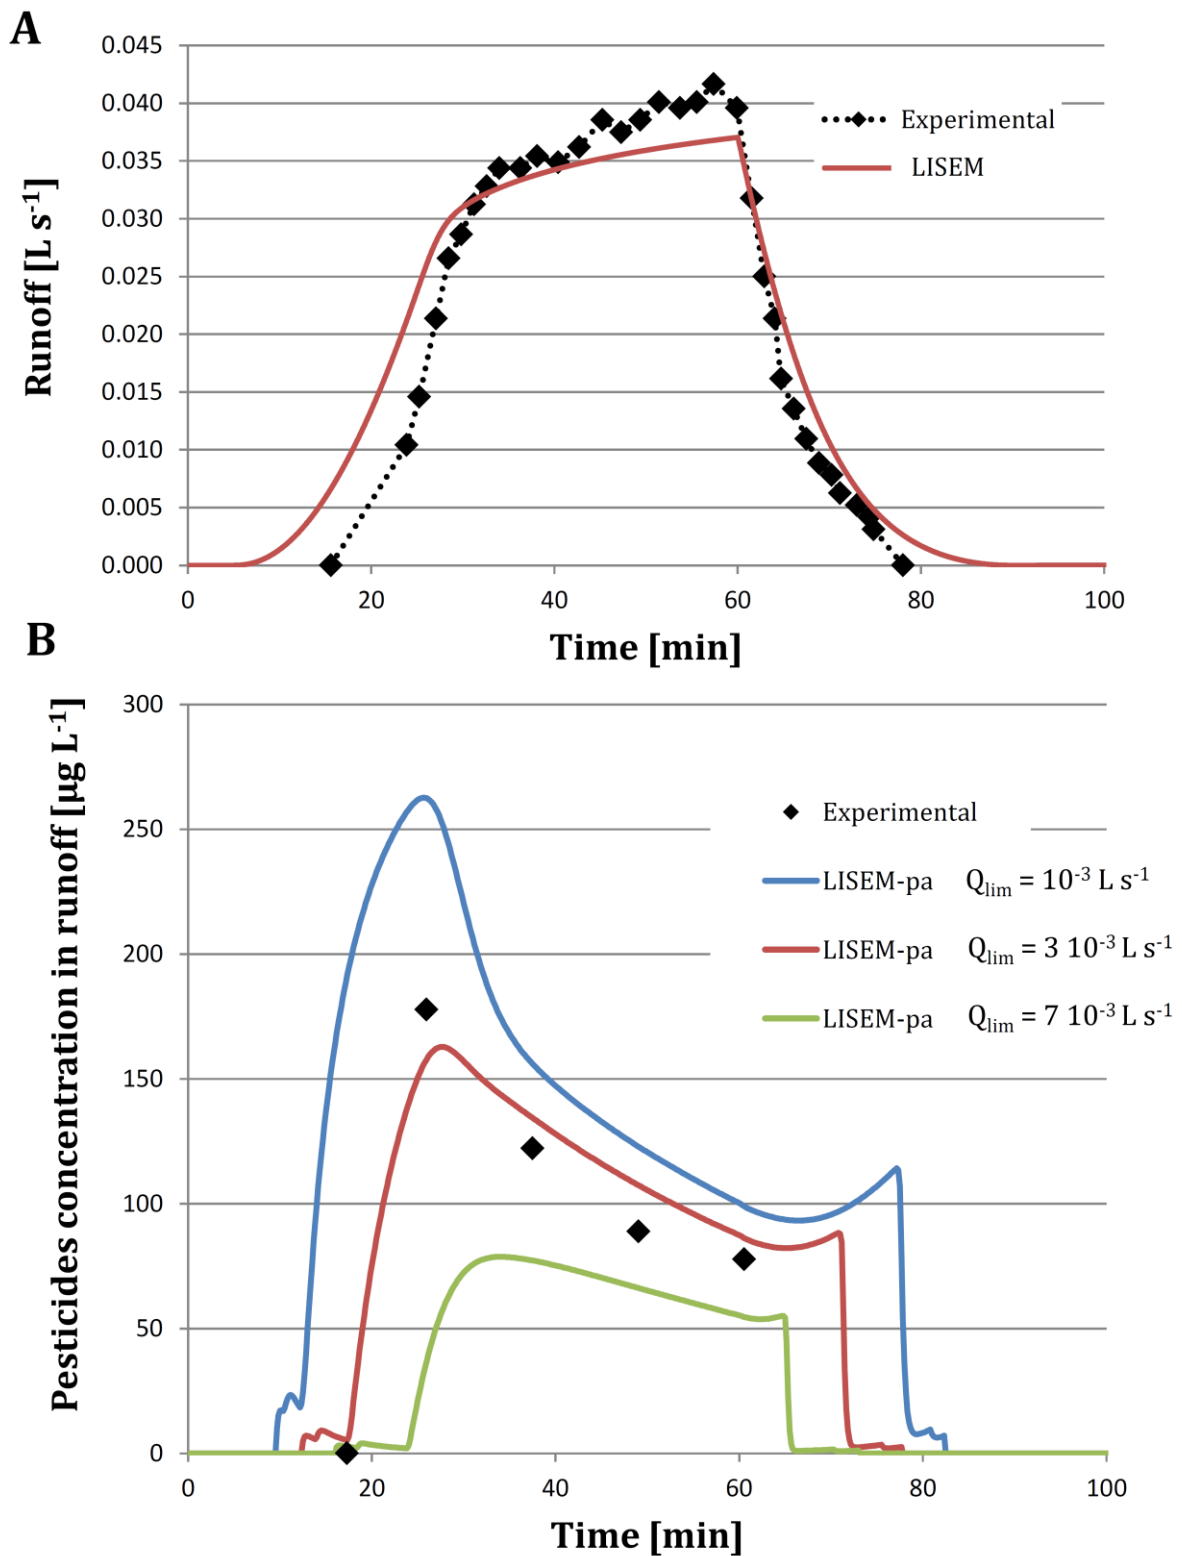 A
Runoff [L s-1]
0.045
0.040
0.035
0.030
0.025
0.020
0.015
0.010
0.005
0.000
Experimental
LISEM
0 20 40 60 80 100
Time [min]
B
Pesticides concentration in runoff [µg L-1]
300
250
200
150
100
50
0
Experimental
LISEM-pa Qlim = 10-3 L s-1
LISEM-pa Qlim = 3 10-3 L s-1
LISEM-pa Qlim = 7 10-3 L s-1
0 20 40 60 80 100
Time [min]